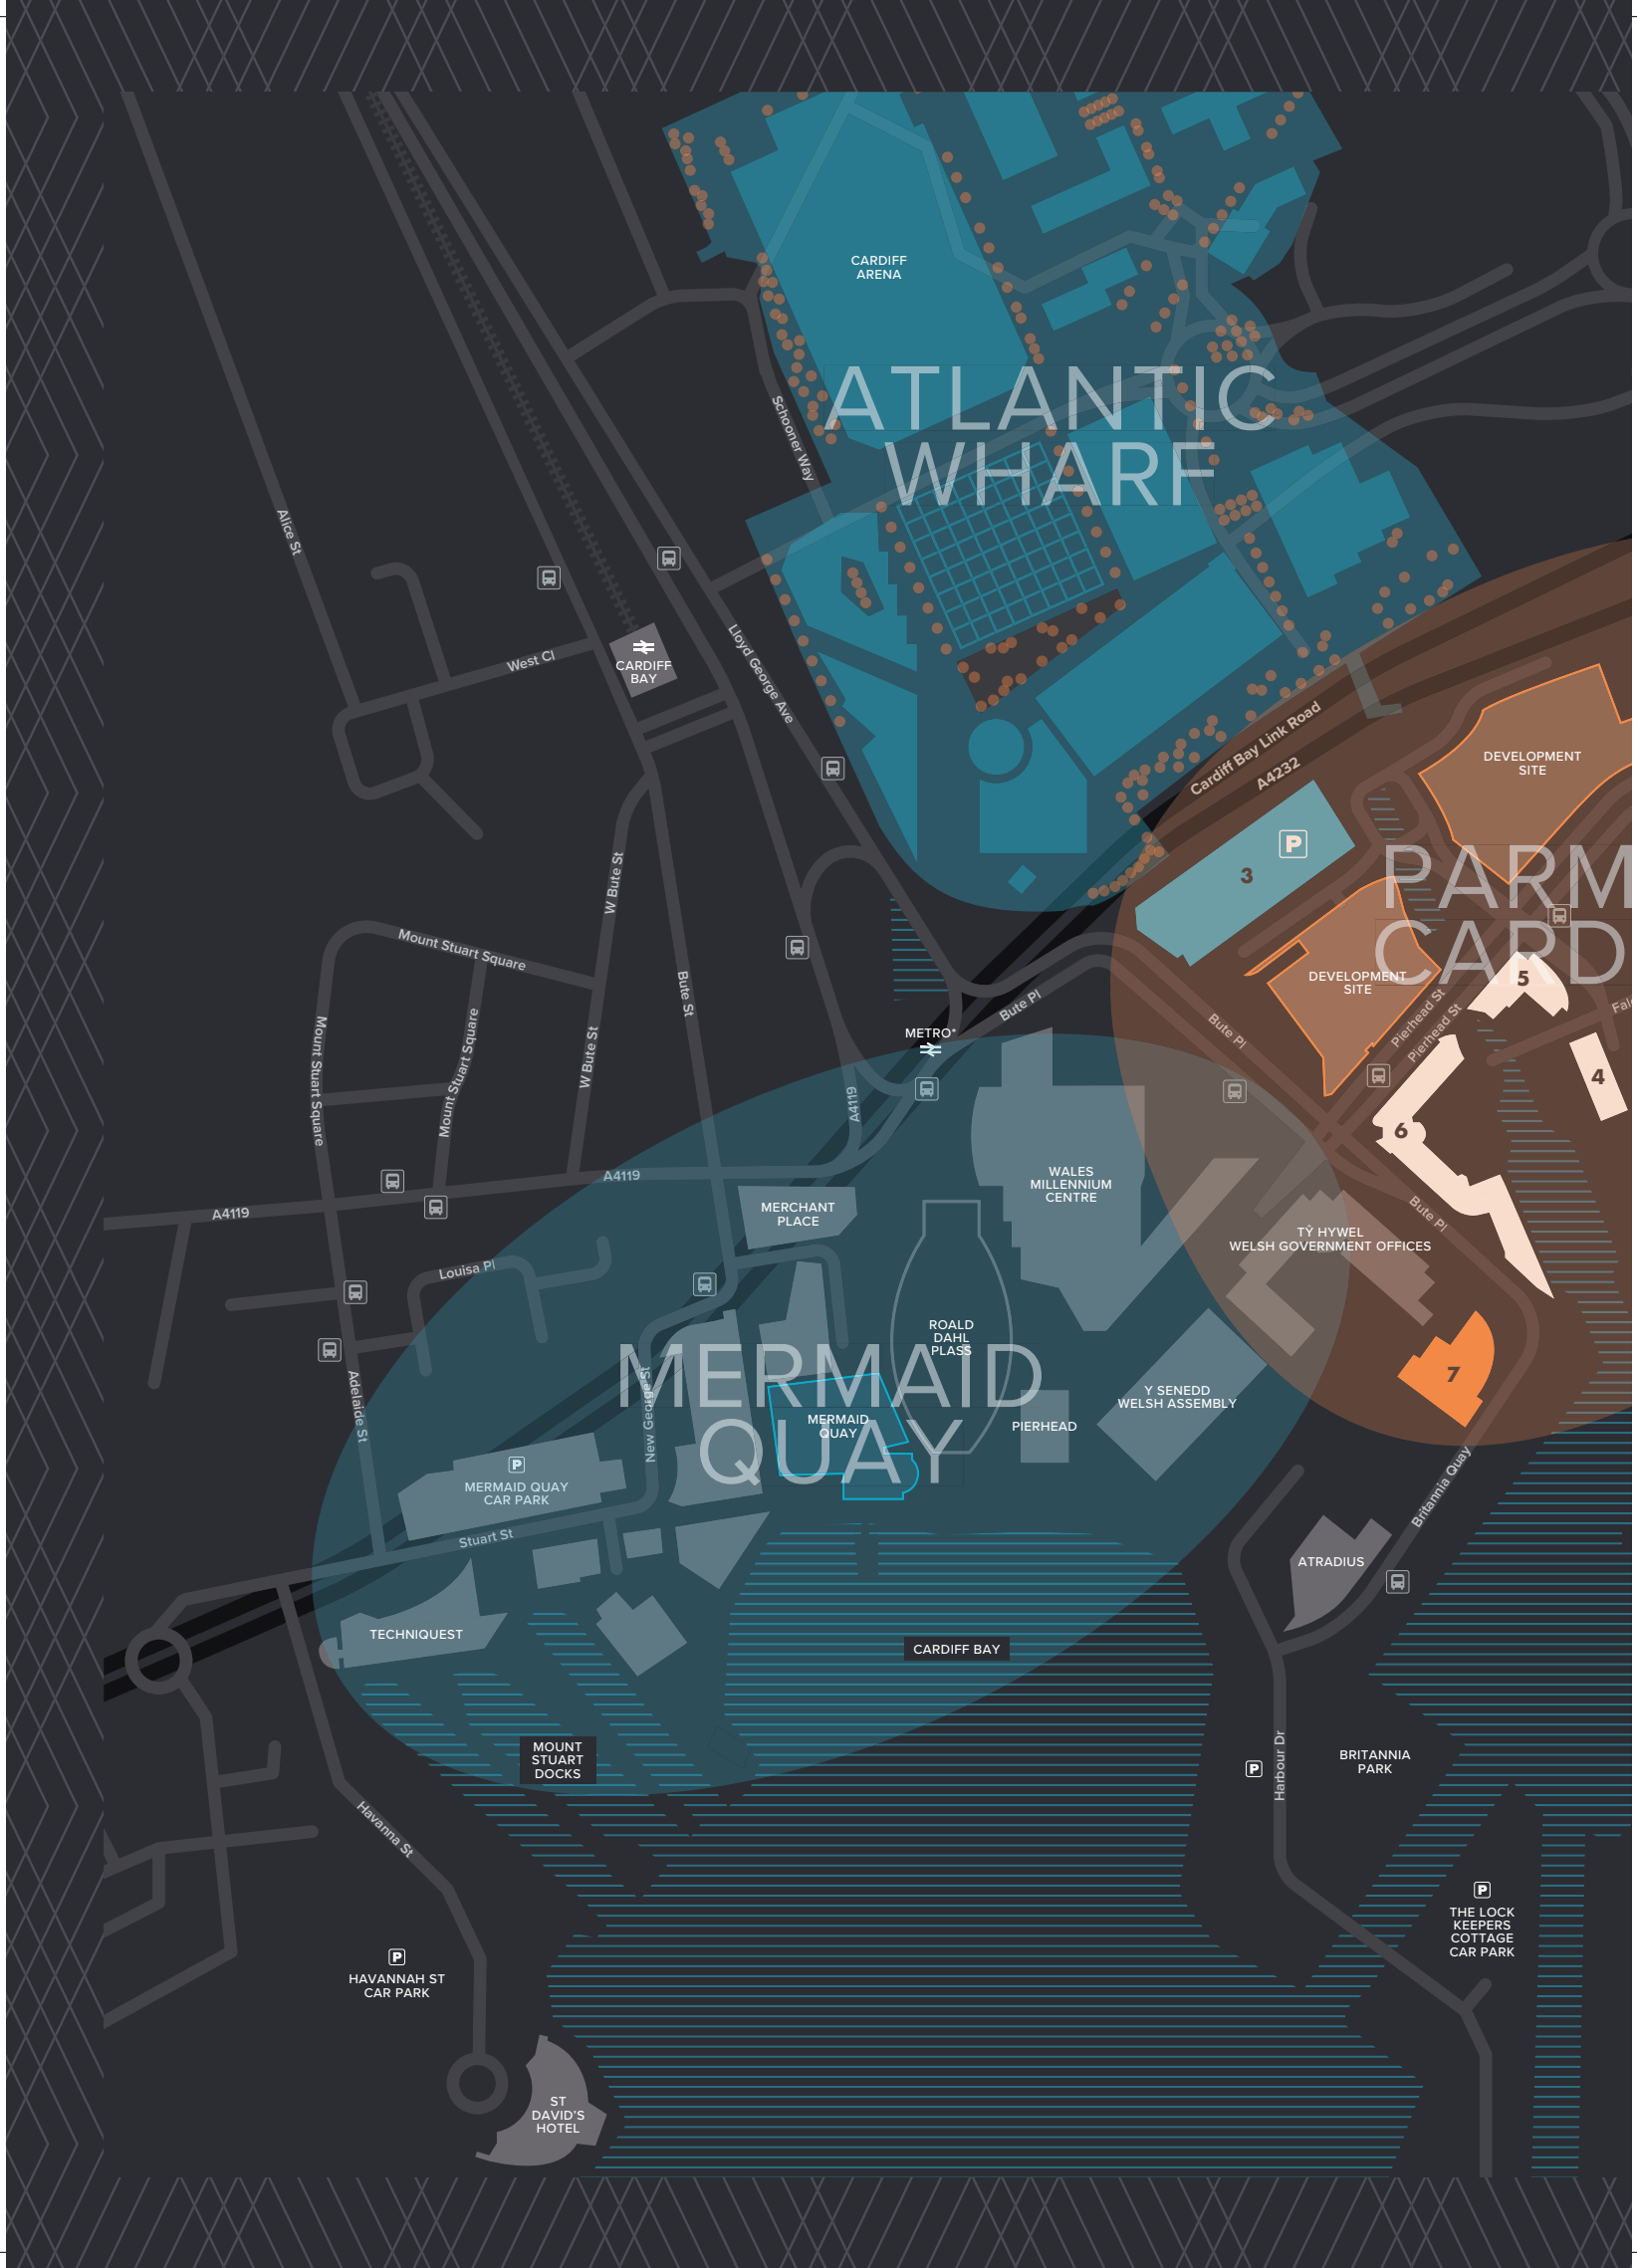 CARDIFF
ARENA
ATLANTIC
WHARF
Schooner Way
Alice St
West Cl
CARDIFF
BAY
Lloyd George Ave
Cardiff Bay Link Road
A4232
DEVELOPMENT
SITE
P
3
PARM
CARD
W Bute St
Mount Stuart Square
Bute St
DEVELOPMENT
SITE
5
Pierhead St
Pierhead St
Bute Pl
Bute Pl
METRO*
Mount Stuart Square
Mount Stuart Square
W Bute St
A4119
4
6
WALES
MILLENNIUM
CENTRE
A4119
A4119
MERCHANT
PLACE
Bute Pl
TŶ HYWEL
WELSH GOVERNMENT OFFICES
Louisa Pl
ROALD
DAHL
PLASS
MERMAID
QUAY
7
Adelaide St
New George St
MERMAID
QUAY
PIERHEAD
Y SENEDD
WELSH ASSEMBLY
P
MERMAID QUAY
CAR PARK
Stuart St
Britannia Quay
ATRADIUS
TECHNIQUEST
CARDIFF BAY
MOUNT
STUART
DOCKS
P
Harbour Dr
BRITANNIA
PARK
Havanna St
P
THE LOCK
KEEPERS
COTTAGE
CAR PARK
P
HAVANNAH ST
CAR PARK
ST
DAVID'S
HOTEL